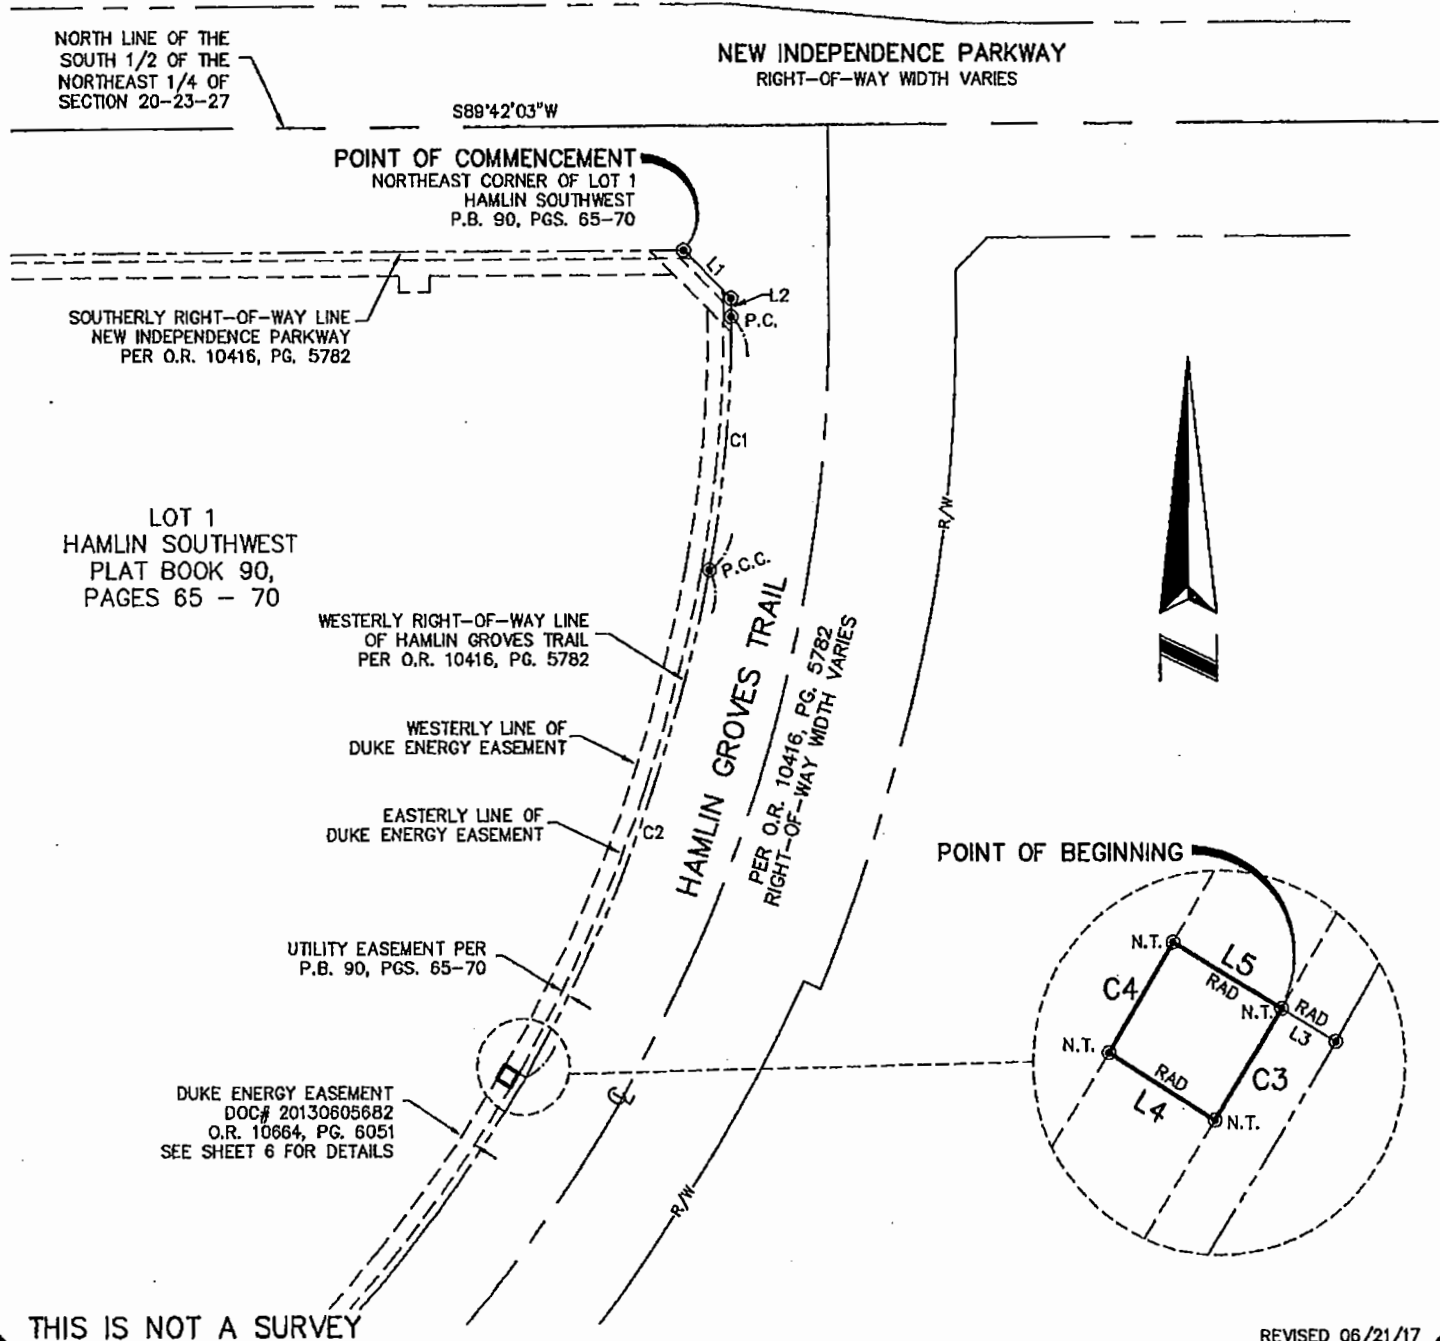 NORTH LINE OF THE
SOUTH 1/2 OF THE
NORTHEAST 1/4 OF
SECTION 20-23-27
NEW INDEPENDENCE PARKWAY
RIGHT-OF-WAY WIDTH VARIES
S89°42'03"W
POINT OF COMMENCEMENT
NORTHEAST CORNER OF LOT 1
HAMLIN SOUTHWEST
P.B. 90, PGS. 65-70
L1
L2
P.C.
SOUTHERLY RIGHT-OF-WAY LINE
NEW INDEPENDENCE PARKWAY
PER O.R. 10416, PG. 5782
C1
R/W
LOT 1
HAMLIN SOUTHWEST
PLAT BOOK 90,
PAGES 65 - 70
P.C.C.
WESTERLY RIGHT-OF-WAY LINE
OF HAMLIN GROVES TRAIL
PER O.R. 10416, PG. 5782
HAMLIN GROVES TRAIL
PER O.R. 10416, PG. 5782
RIGHT-OF-WAY WIDTH VARIES
N
WESTERLY LINE OF
DUKE ENERGY EASEMENT
EASTERLY LINE OF
DUKE ENERGY EASEMENT
C2
POINT OF BEGINNING
UTILITY EASEMENT PER
P.B. 90, PGS. 65-70
N.T.
L5
RAD
C4
N.T.
RAD
L3
N.T.
RAD
L4
C3
N.T.
DUKE ENERGY EASEMENT
DOC# 20130605682
O.R. 10664, PG. 6051
SEE SHEET 6 FOR DETAILS
℄
R/W
THIS IS NOT A SURVEY
REVISED 06/21/17